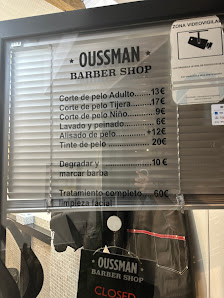 OUSSMAN
BARBER SHOP
Corte de pelo Adulto......13€
Corte de pelo Tijera......17€
Corte de pelo Niño........9€
Lavado y peinado..........6€
Alisado de pelo.........+12€
Tinte de pelo............20€
Degradar y..............10€
marcar barba
Tratamiento completo..60€
limpieza facial
ZONA VIDEOVIGILADA
OUSSMAN
BARBER SHOP
CLOSED